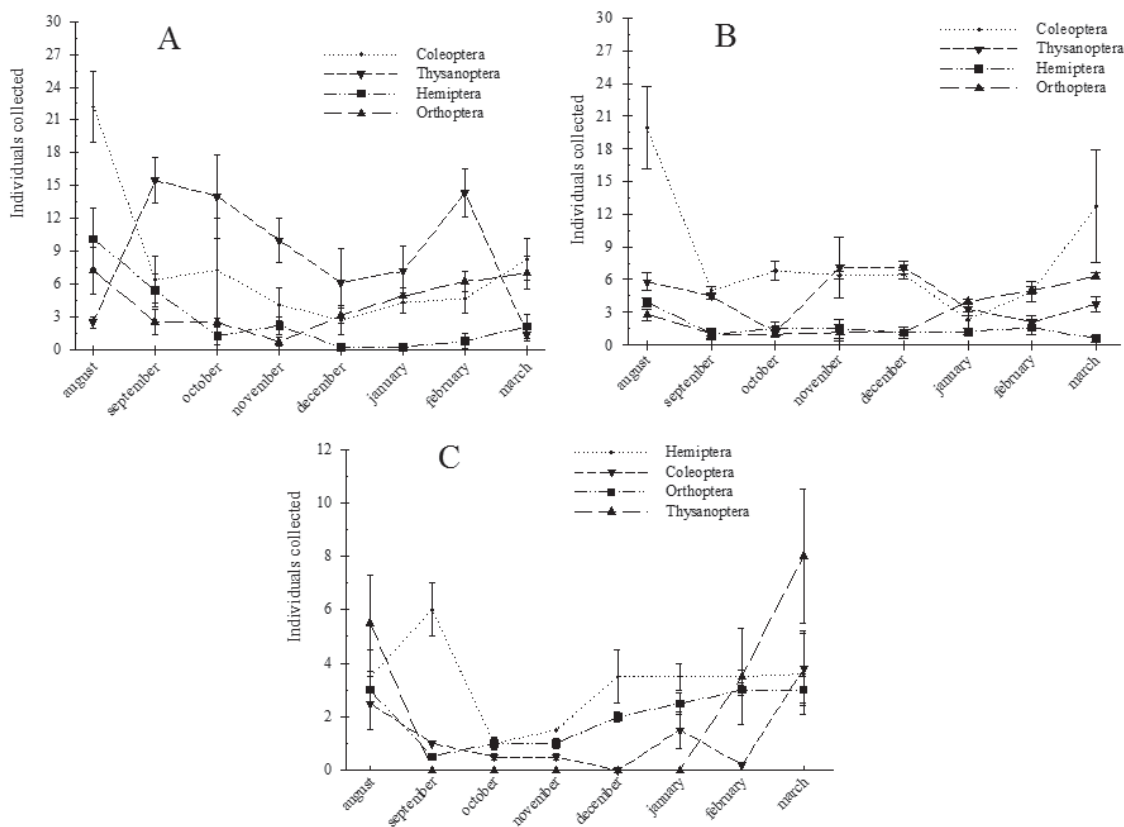 A
Coleoptera
Thysanoptera
Hemiptera
Orthoptera
Individuals collected
30
27
24
21
18
15
12
9
6
3
0
august
september
october
november
december
january
february
march
B
Coleoptera
Thysanoptera
Hemiptera
Orthoptera
Individuals collected
30
27
24
21
18
15
12
9
6
3
0
august
september
october
november
december
january
february
march
C
Hemiptera
Coleoptera
Orthoptera
Thysanoptera
Individuals collected
12
10
8
6
4
2
0
august
september
october
november
december
january
february
march